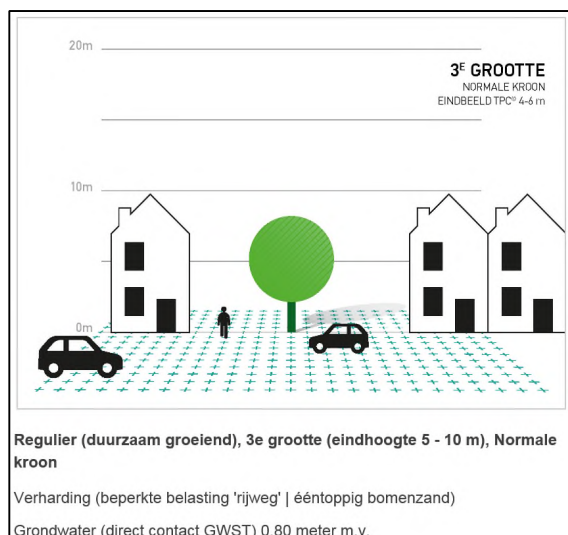 20m
3E GROOTTE
NORMALE KROON
EINDBEELD TPC© 4-6 m
10m
0m
Regulier (duurzaam groeiend), 3e grootte (eindhoogte 5 - 10 m), Normale
kroon
Verharding (beperkte belasting 'rijweg' | ééntoppig bomenzand)
Grondwater (direct contact GWST) 0.80 meter m.v.